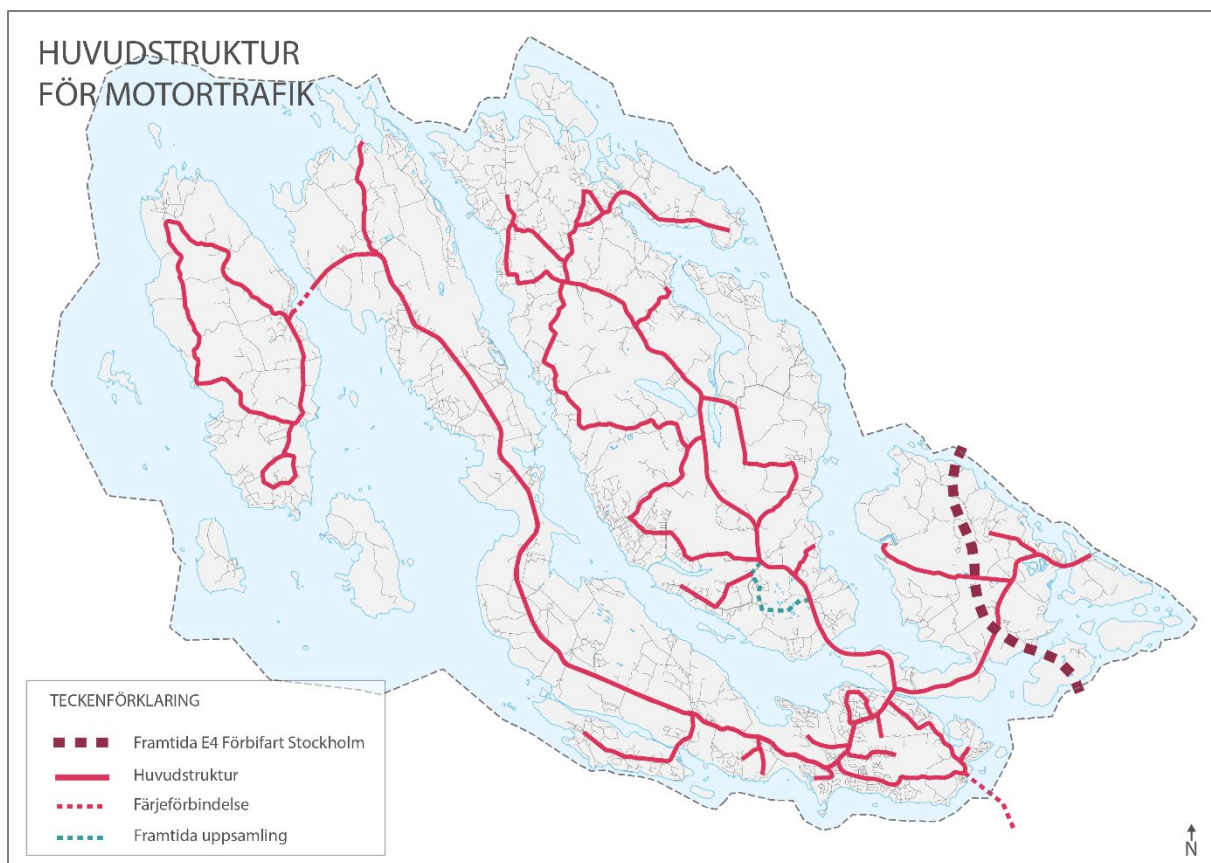 HUVUDSTRUKTUR
FÖR MOTORTRAFIK
TECKENFÖRKLARING
Framtida E4 Förbifart Stockholm
Huvudstruktur
Färjeförbindelse
Framtida uppsamling
N